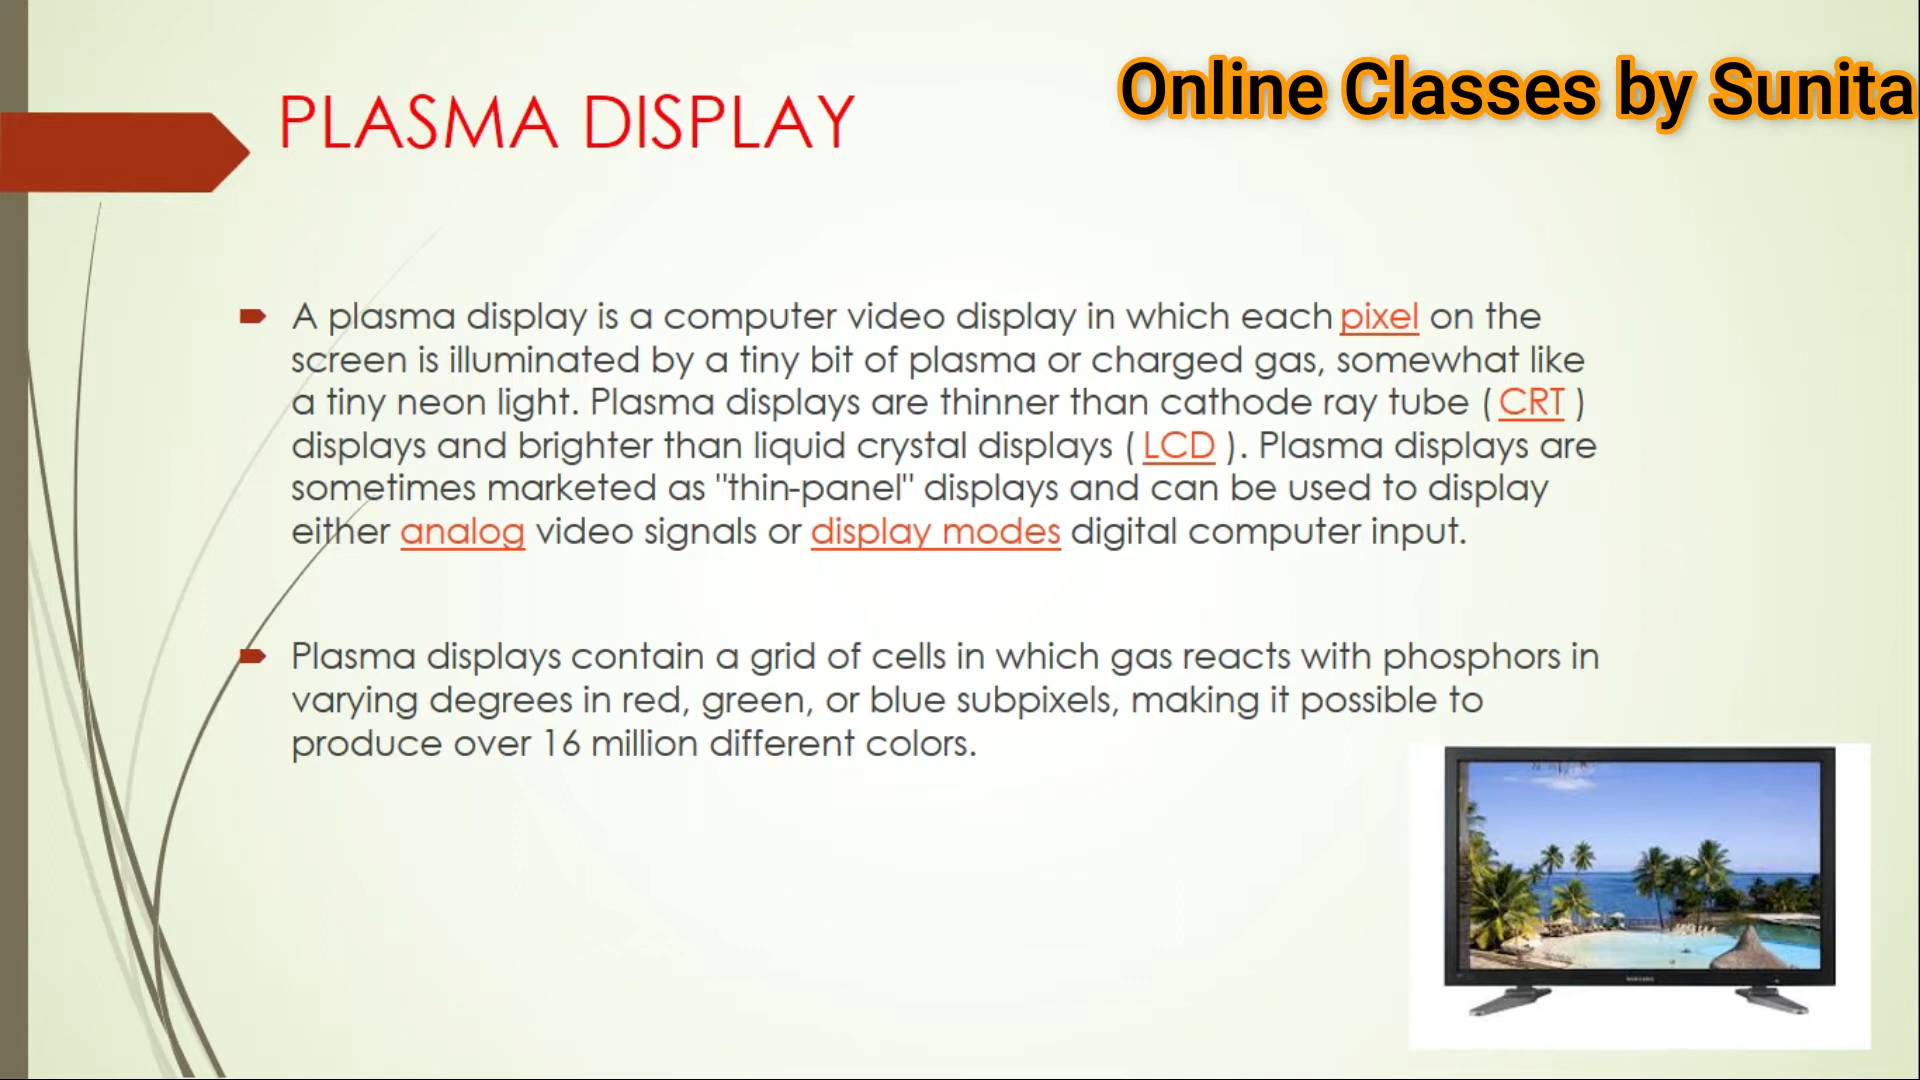 Online Classes by Sunita
PLASMA DISPLAY
A plasma display is a computer video display in which each pixel on the
screen is illuminated by a tiny bit of plasma or charged gas, somewhat like
a tiny neon light. Plasma displays are thinner than cathode ray tube ( CRT )
displays and brighter than liquid crystal displays ( LCD ). Plasma displays are
sometimes marketed as "thin-panel" displays and can be used to display
either analog video signals or display modes digital computer input.
Plasma displays contain a grid of cells in which gas reacts with phosphors in
varying degrees in red, green, or blue subpixels, making it possible to
produce over 16 million different colors.